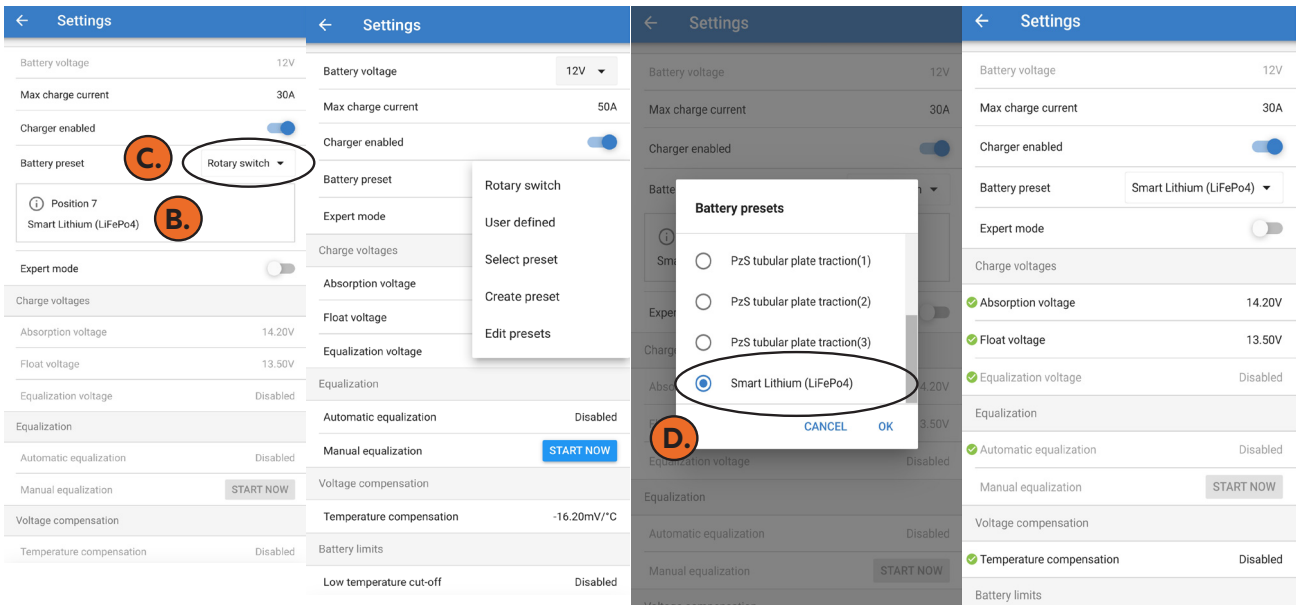 Settings
Battery voltage 12V
Max charge current 30A
Charger enabled
Battery preset C. Rotary switch
Position 7
Smart Lithium (LiFePo4) B.
Expert mode
Charge voltages
Absorption voltage 14.20V
Float voltage 13.50V
Equalization voltage Disabled
Equalization
Automatic equalization Disabled
Manual equalization START NOW
Voltage compensation
Temperature compensation Disabled
Settings
Battery voltage 12V
Max charge current 50A
Charger enabled
Battery preset
Expert mode
Charge voltages
Absorption voltage
Float voltage
Equalization voltage
Rotary switch
User defined
Select preset
Create preset
Edit presets
Equalization
Automatic equalization Disabled
Manual equalization START NOW
Voltage compensation
Temperature compensation -16.20mV/°C
Battery limits
Low temperature cut-off Disabled
Settings
Battery voltage 12V
Max charge current 30A
Charger enabled
Batte
Sma
Exper
Charg
Abso 4.20V
3.50V
Battery presets
PzS tubular plate traction(1)
PzS tubular plate traction(2)
PzS tubular plate traction(3)
Smart Lithium (LiFePo4)
CANCEL OK
D.
Equalization voltage Disabled
Equalization
Automatic equalization Disabled
Manual equalization START NOW
Settings
Battery voltage 12V
Max charge current 30A
Charger enabled
Battery preset Smart Lithium (LiFePo4)
Expert mode
Charge voltages
Absorption voltage 14.20V
Float voltage 13.50V
Equalization voltage Disabled
Equalization
Automatic equalization Disabled
Manual equalization START NOW
Voltage compensation
Temperature compensation Disabled
Battery limits